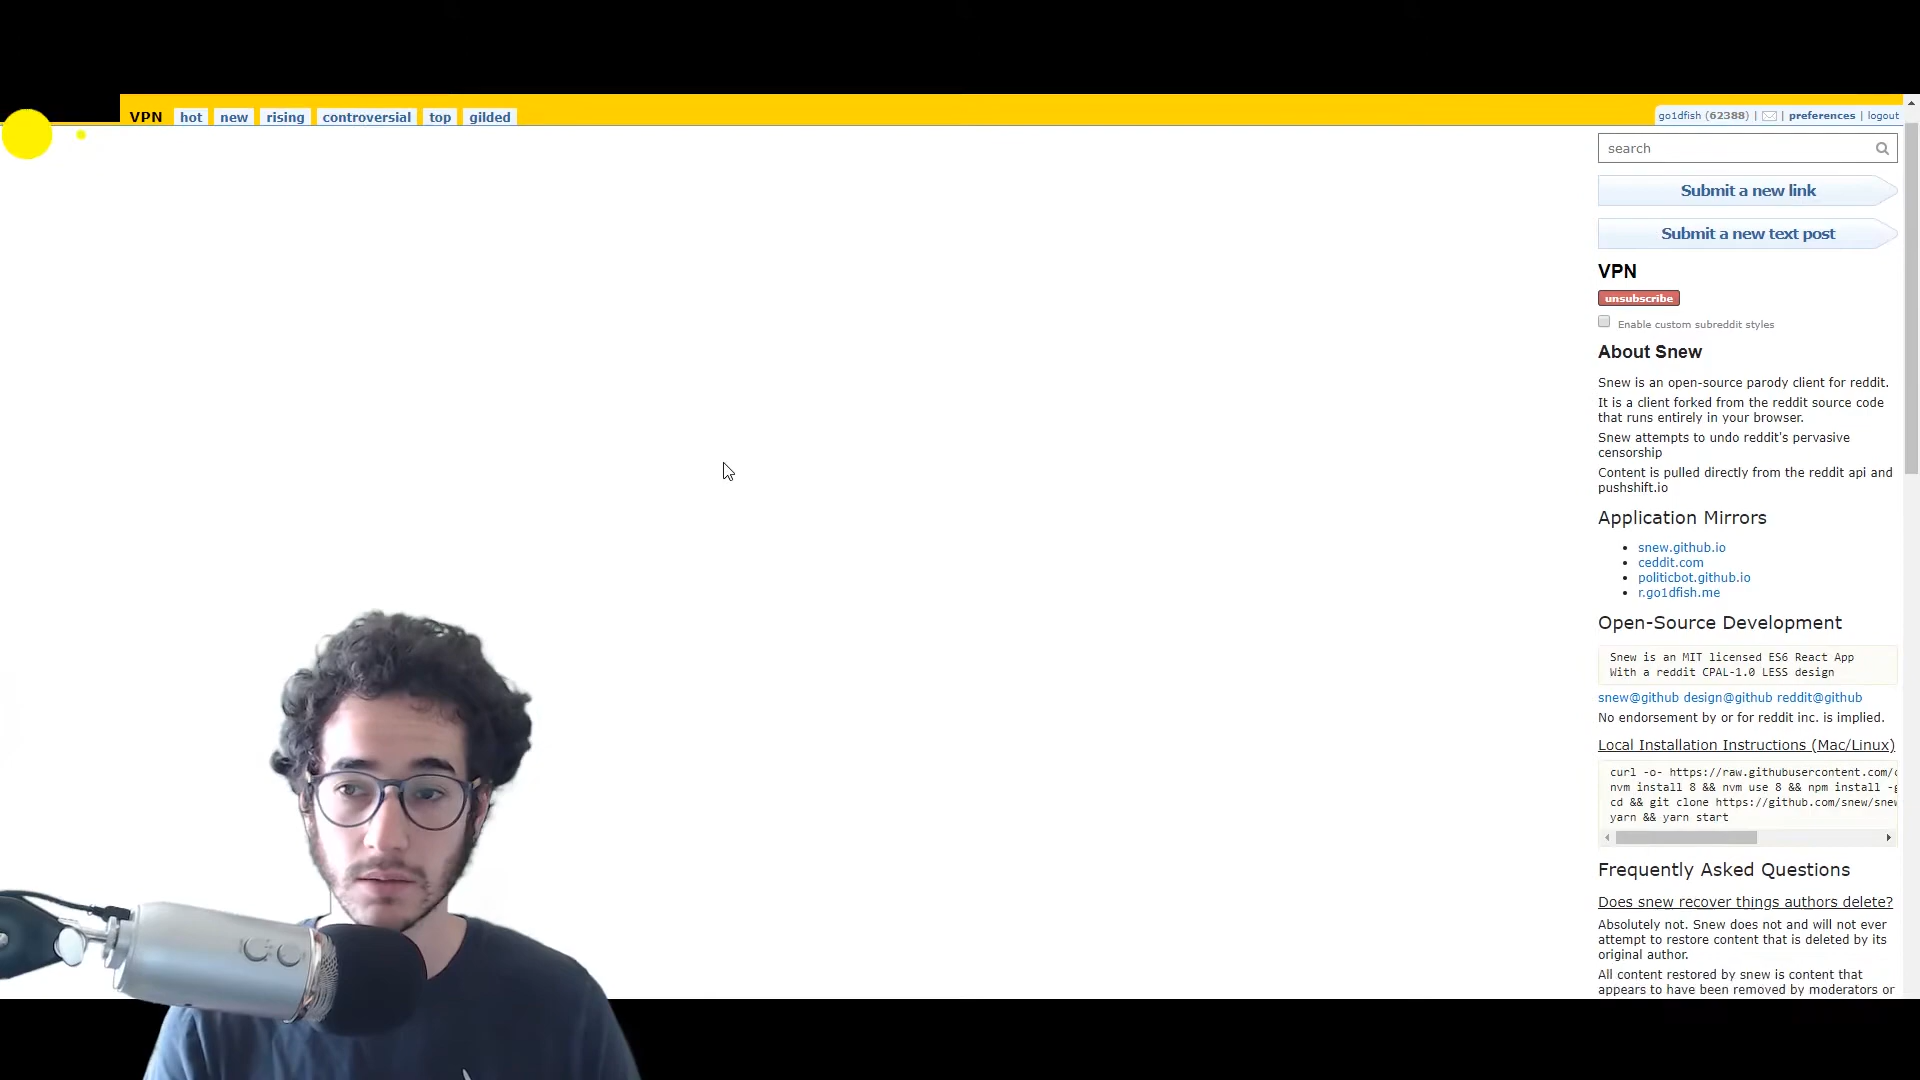 VPN hot new rising controversial top gilded
go1dfish (62388) | | preferences | logout
search
Submit a new link
Submit a new text post
VPN
unsubscribe
Enable custom subreddit styles
About Snew
Snew is an open-source parody client for reddit.
It is a client forked from the reddit source code
that runs entirely in your browser.
Snew attempts to undo reddit's pervasive
censorship
Content is pulled directly from the reddit api and
pushshift.io
Application Mirrors
snew.github.io
ceddit.com
politicbot.github.io
r.go1dfish.me
Open-Source Development
Snew is an MIT licensed ES6 React App
With a reddit CPAL-1.0 LESS design
snew@github design@github reddit@github
No endorsement by or for reddit inc. is implied.
Local Installation Instructions (Mac/Linux)
curl -o- https://raw.githubusercontent.com/
nvm install 8 && nvm use 8 && npm install -g
cd && git clone https://github.com/snew/snew
yarn && yarn start
Frequently Asked Questions
Does snew recover things authors delete?
Absolutely not. Snew does not and will not ever
attempt to restore content that is deleted by its
original author.
All content restored by snew is content that
appears to have been removed by moderators or